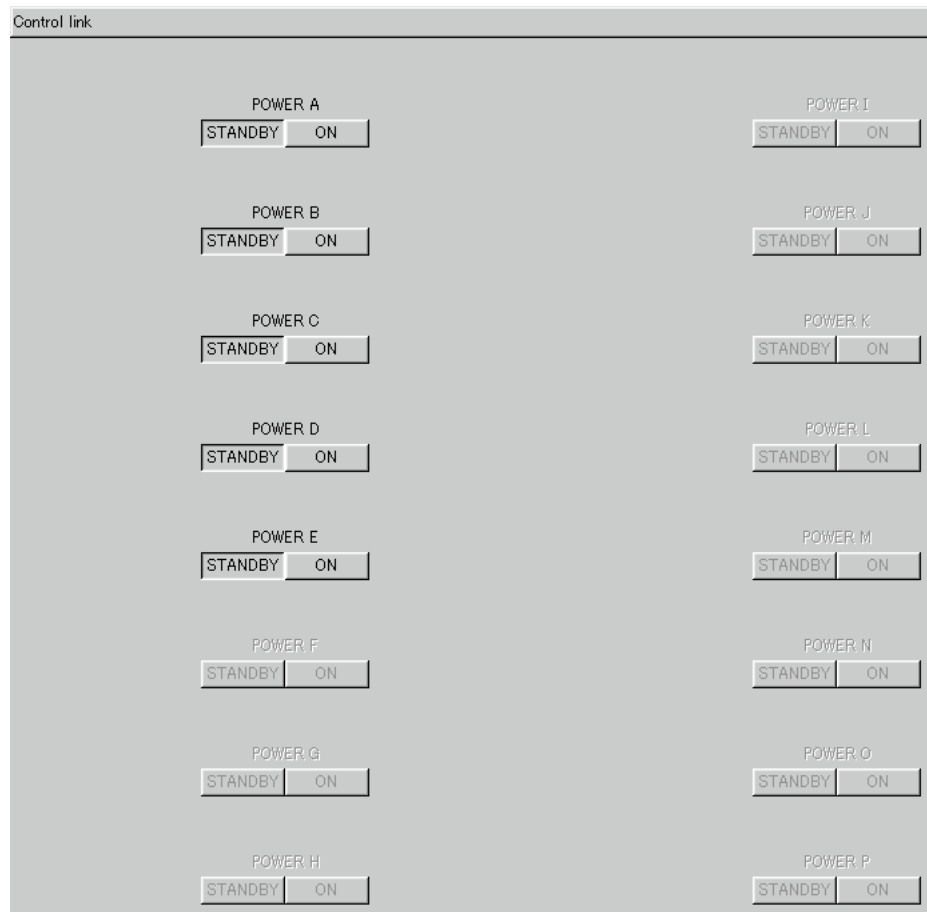 Control link
POWER A
STANDBY ON
POWER B
STANDBY ON
POWER C
STANDBY ON
POWER D
STANDBY ON
POWER E
STANDBY ON
POWER F
STANDBY ON
POWER G
STANDBY ON
POWER H
STANDBY ON
POWER I
STANDBY ON
POWER J
STANDBY ON
POWER K
STANDBY ON
POWER L
STANDBY ON
POWER M
STANDBY ON
POWER N
STANDBY ON
POWER O
STANDBY ON
POWER P
STANDBY ON